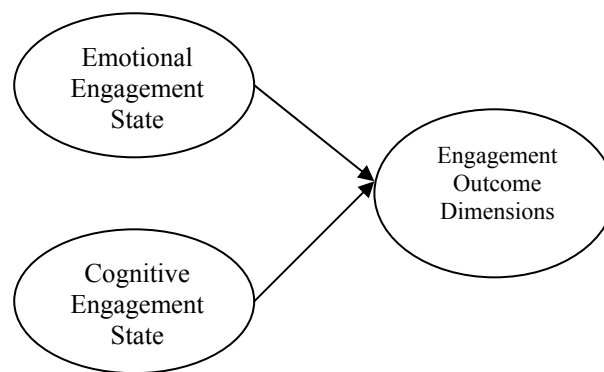 Emotional
Engagement
State
Engagement
Outcome
Dimensions
Cognitive
Engagement
State